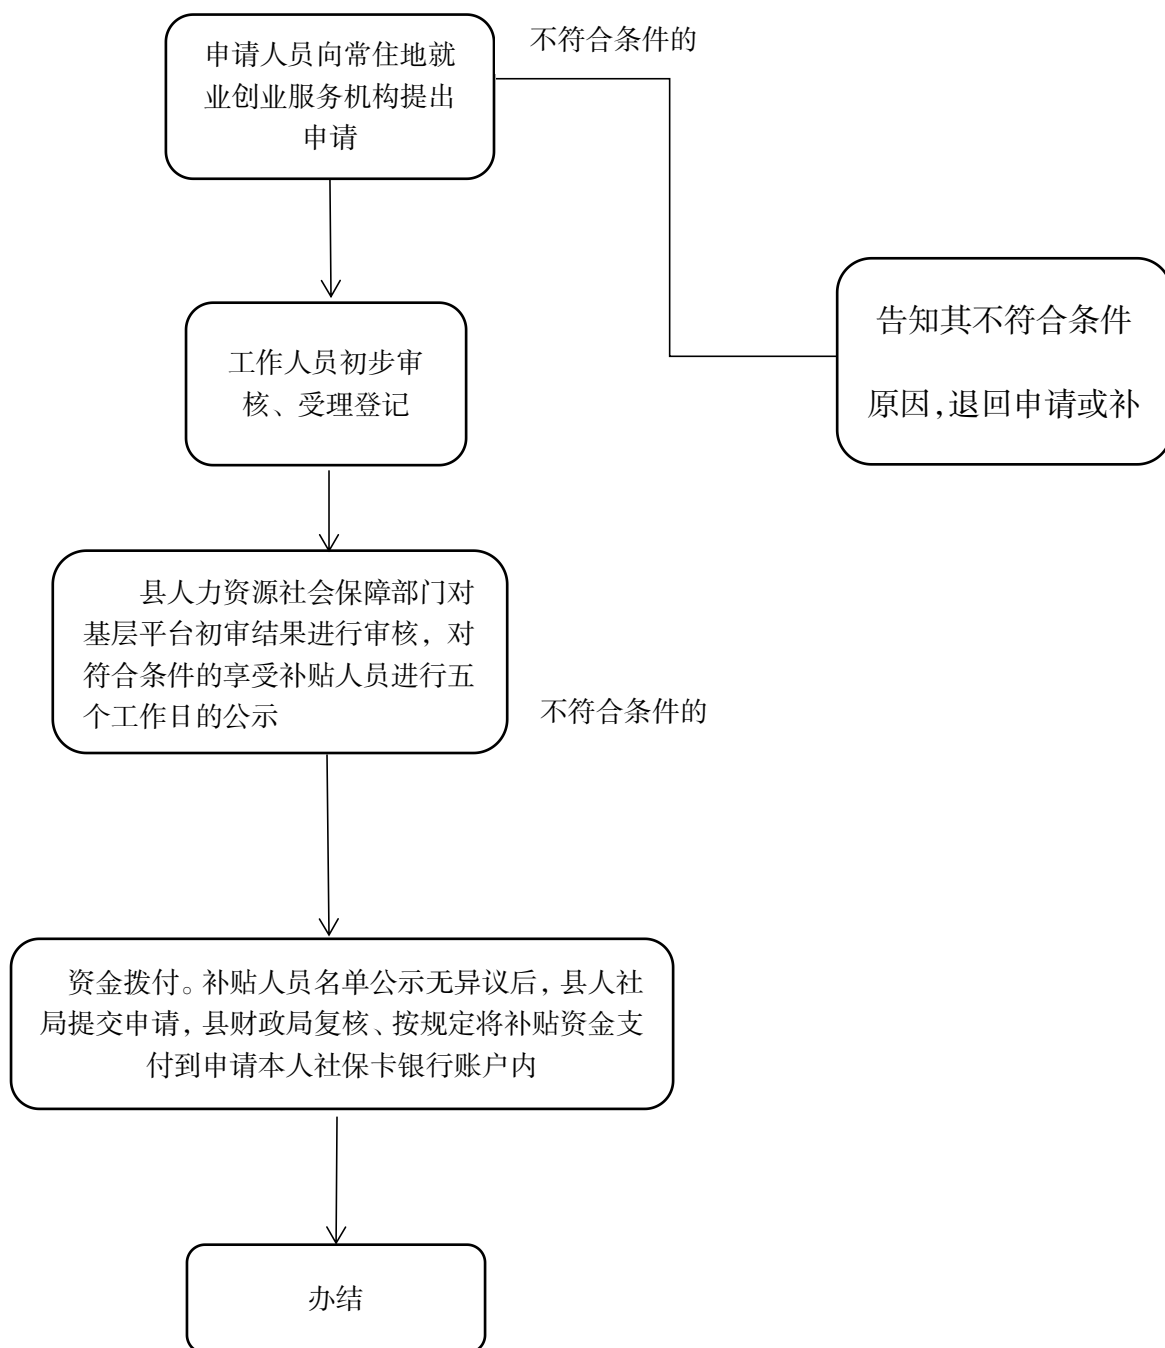 申请人员向常住地就
业创业服务机构提出
申请
不符合条件的
告知其不符合条件
原因，退回申请或补
工作人员初步审
核、受理登记
县人力资源社会保障部门对
基层平台初审结果进行审核，对
符合条件的享受补贴人员进行五
个工作日的公示
不符合条件的
资金拨付。补贴人员名单公示无异议后，县人社
局提交申请，县财政局复核、按规定将补贴资金支
付到申请本人社保卡银行账户内
办结